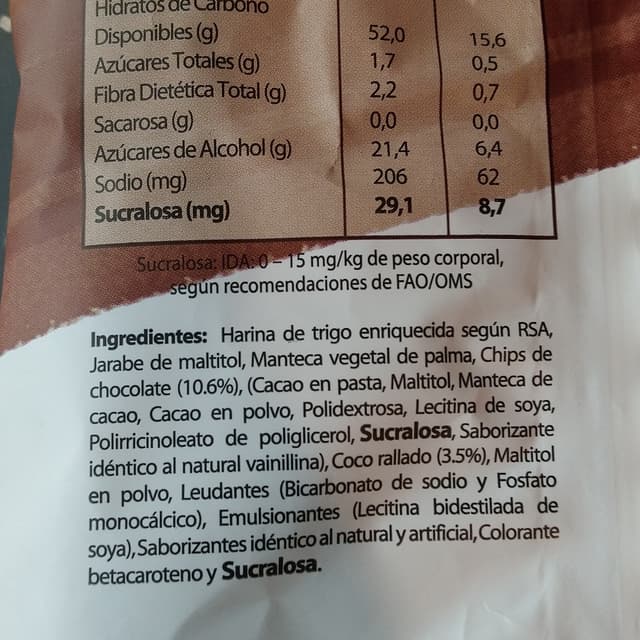 Hidratos de Carbono
Disponibles (g) 52,0 15,6
Azúcares Totales (g) 1,7 0,5
Fibra Dietética Total (g) 2,2 0,7
Sacarosa (g) 0,0 0,0
Azúcares de Alcohol (g) 21,4 6,4
Sodio (mg) 206 62
Sucralosa (mg) 29,1 8,7
Sucralosa: IDA: 0 – 15 mg/kg de peso corporal,
según recomendaciones de FAO/OMS
Ingredientes: Harina de trigo enriquecida según RSA,
Jarabe de maltitol, Manteca vegetal de palma, Chips de
chocolate (10.6%), (Cacao en pasta, Maltitol, Manteca de
cacao, Cacao en polvo, Polidextrosa, Lecitina de soya,
Polirricinoleato de poliglicerol, Sucralosa, Saborizante
idéntico al natural vainillina), Coco rallado (3.5%), Maltitol
en polvo, Leudantes (Bicarbonato de sodio y Fosfato
monocálcico), Emulsionantes (Lecitina bidestilada de
soya), Saborizantes idéntico al natural y artificial, Colorante
betacaroteno y Sucralosa.